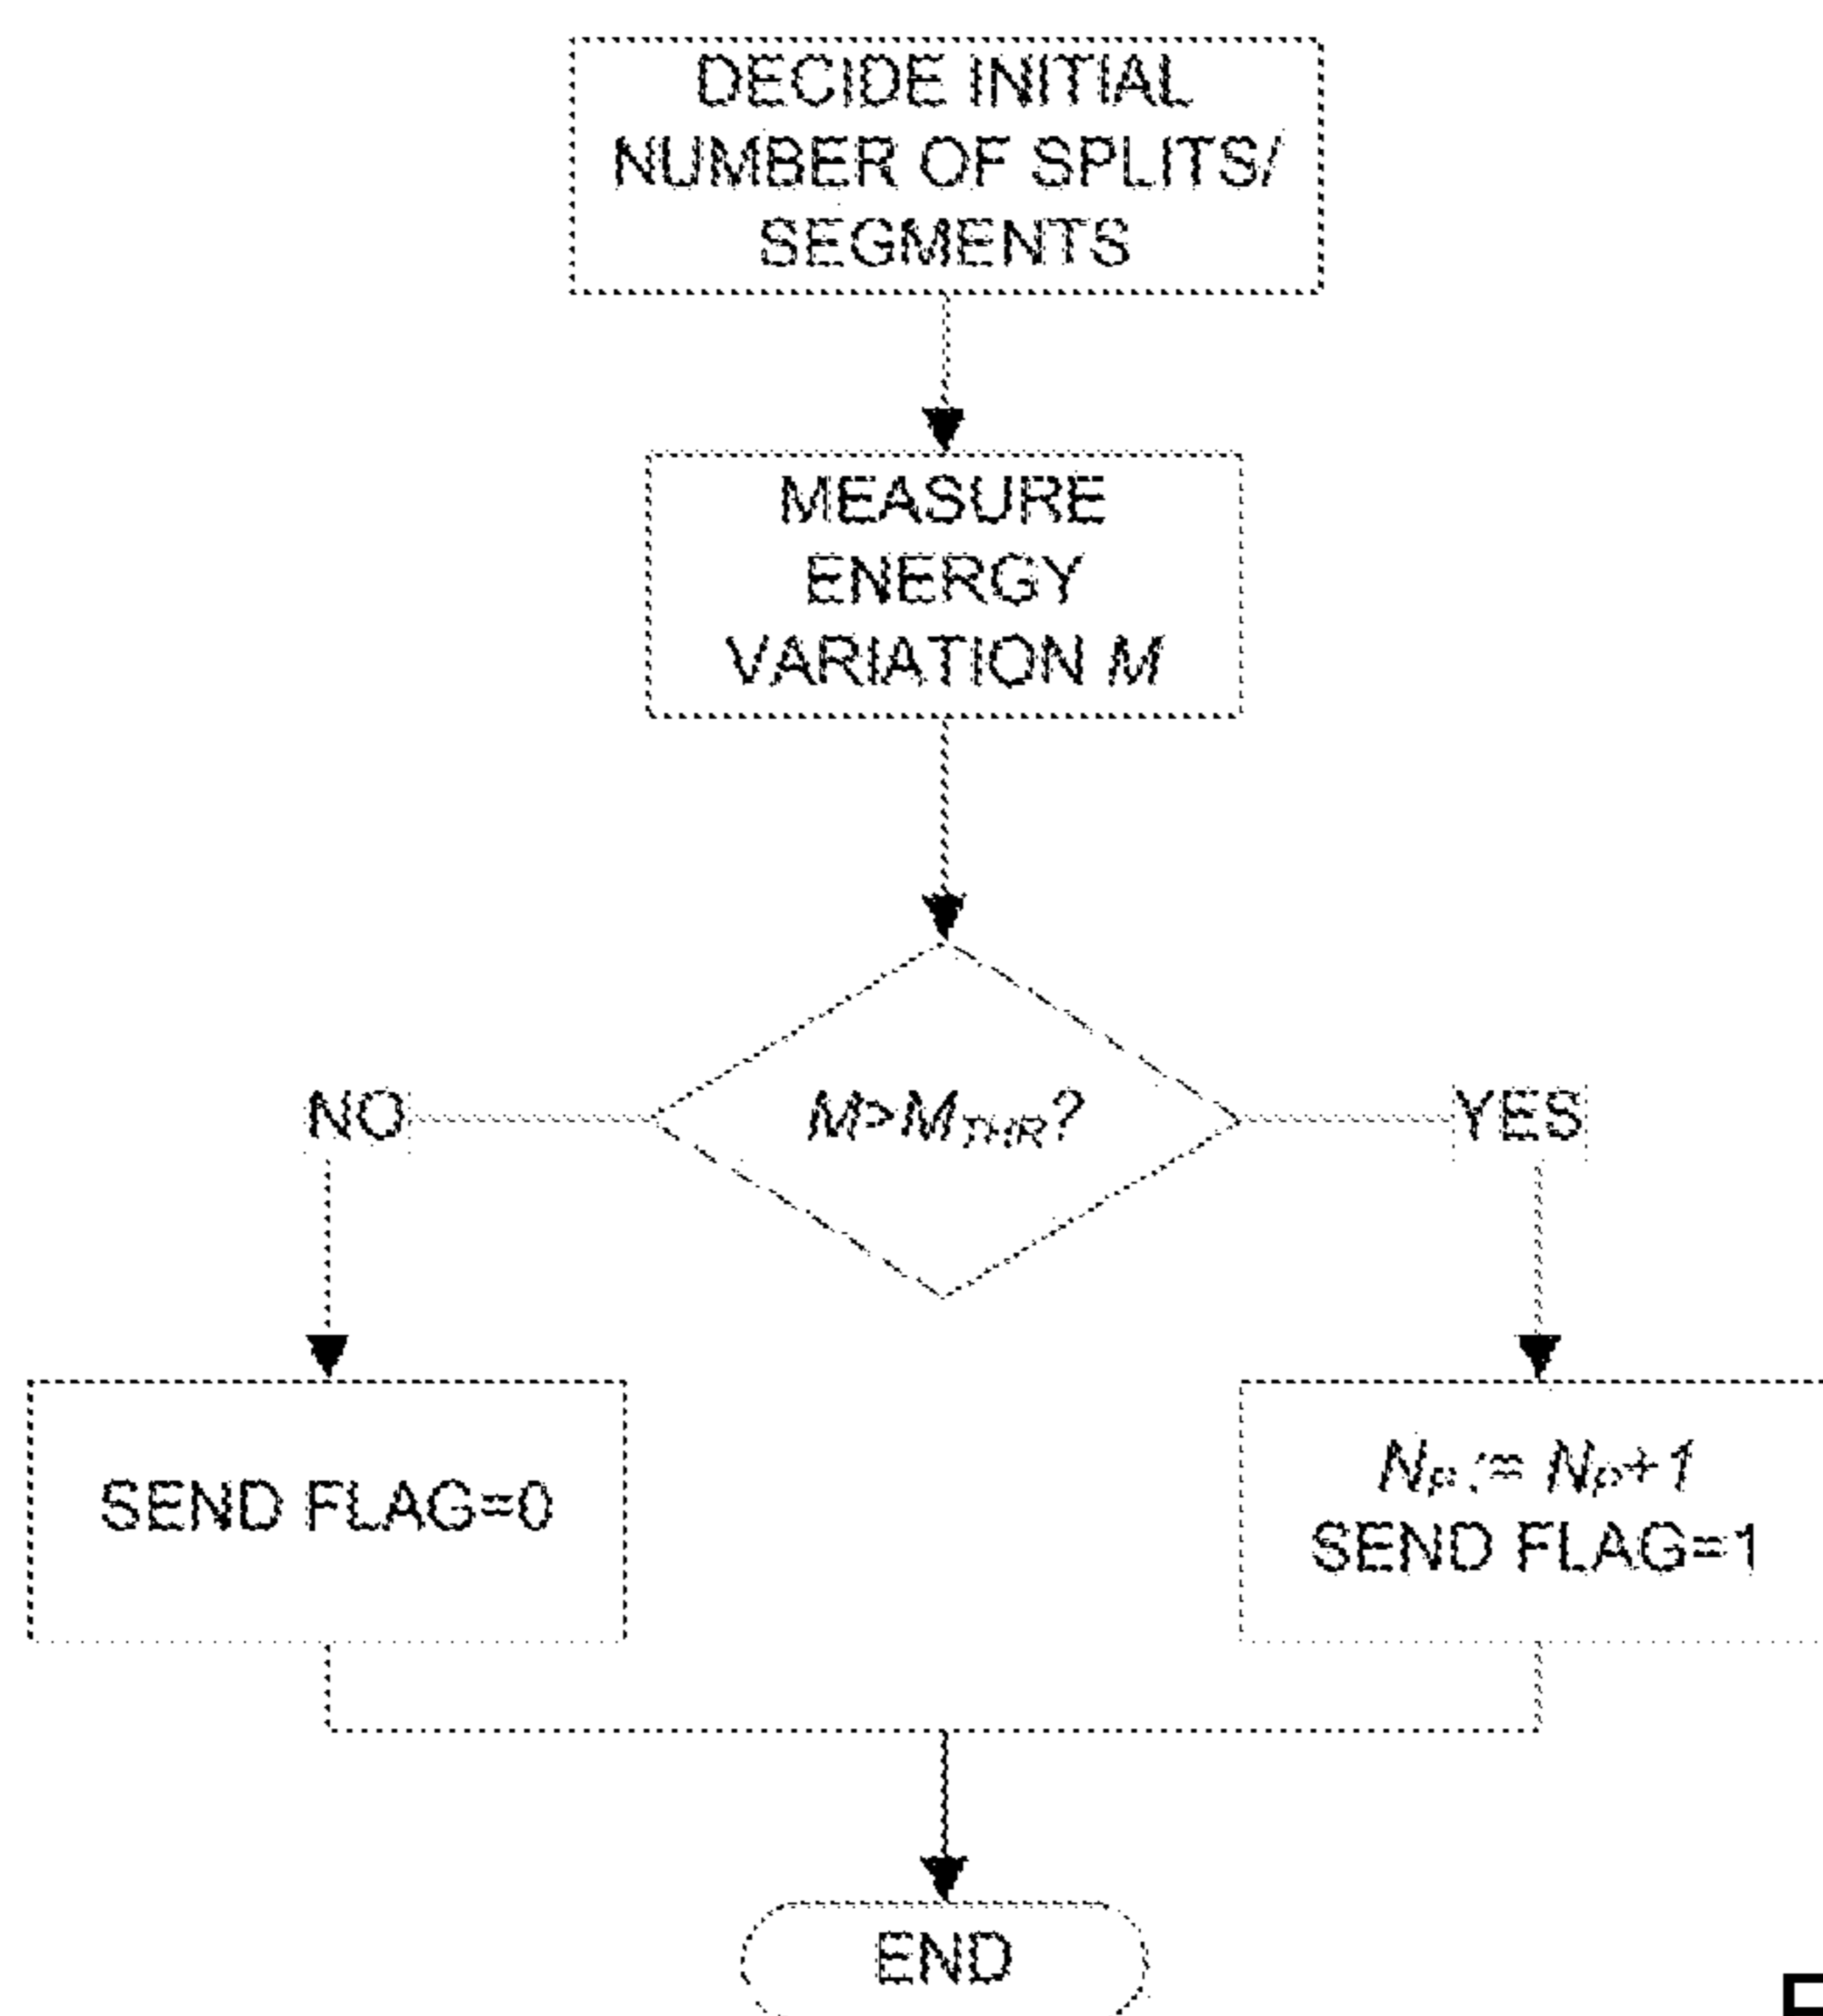 DECIDE INITIAL
NUMBER OF SPLITS/
SEGMENTS
MEASURE
ENERGY
VARIATION M
M>M_THR?
NO
YES
SEND FLAG=0
N_P := N_P+1
SEND FLAG=1
END